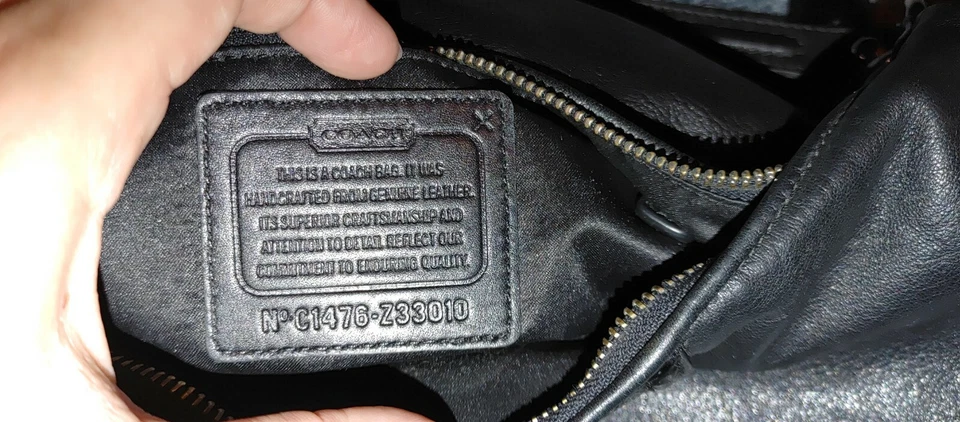 COACH
THIS IS A COACH BAG. IT WAS
HANDCRAFTED FROM GENUINE LEATHER.
ITS SUPERIOR CRAFTSMANSHIP AND
ATTENTION TO DETAIL REFLECT OUR
COMMITMENT TO ENDURING QUALITY.
Nº C1476-Z33010